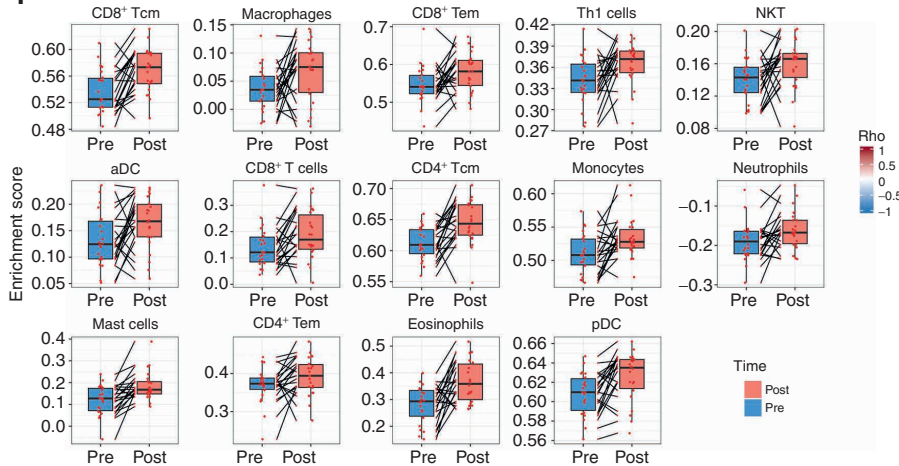 CD8⁺ Tcm
0.60
0.56
0.52
0.48
Pre Post
Macrophages
0.15
0.10
0.05
0.00
Pre Post
CD8⁺ Tem
0.7
0.6
0.5
Pre Post
Th1 cells
0.42
0.39
0.36
0.33
0.30
0.27
Pre Post
NKT
0.20
0.16
0.12
0.08
Pre Post
Enrichment score
aDC
0.20
0.15
0.10
0.05
Pre Post
CD8⁺ T cells
0.3
0.2
0.1
0.0
Pre Post
CD4⁺ Tcm
0.70
0.65
0.60
0.55
Pre Post
Monocytes
0.60
0.55
0.50
Pre Post
Neutrophils
−0.1
−0.2
−0.3
Pre Post
Rho
1
0.5
0
−0.5
−1
Mast cells
0.4
0.3
0.2
0.1
0.0
Pre Post
CD4⁺ Tem
0.4
0.3
Pre Post
Eosinophils
0.5
0.4
0.3
0.2
Pre Post
pDC
0.66
0.64
0.62
0.60
0.58
0.56
Pre Post
Time
Post
Pre